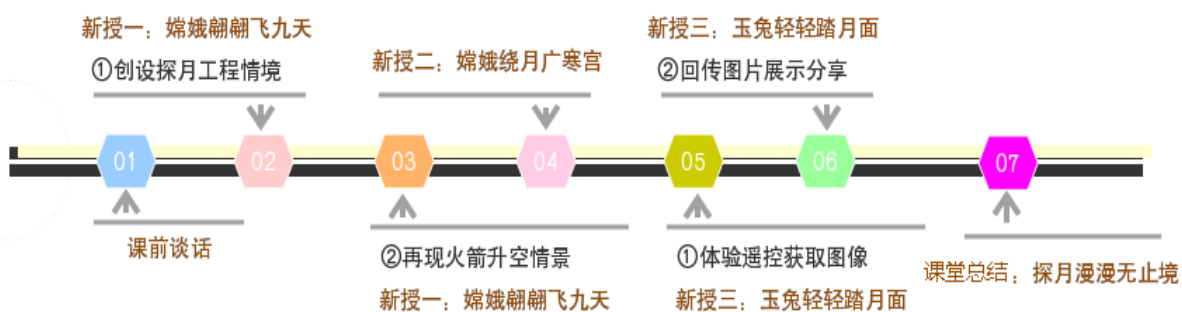 新授一：嫦娥翩翩飞九天
①创设探月工程情境
新授二：嫦娥绕月广寒宫
新授三：玉兔轻轻踏月面
②回传图片展示分享
01
02
03
04
05
06
07
课前谈话
②再现火箭升空情景
新授一：嫦娥翩翩飞九天
①体验遥控获取图像
新授三：玉兔轻轻踏月面
课堂总结：探月漫漫无止境